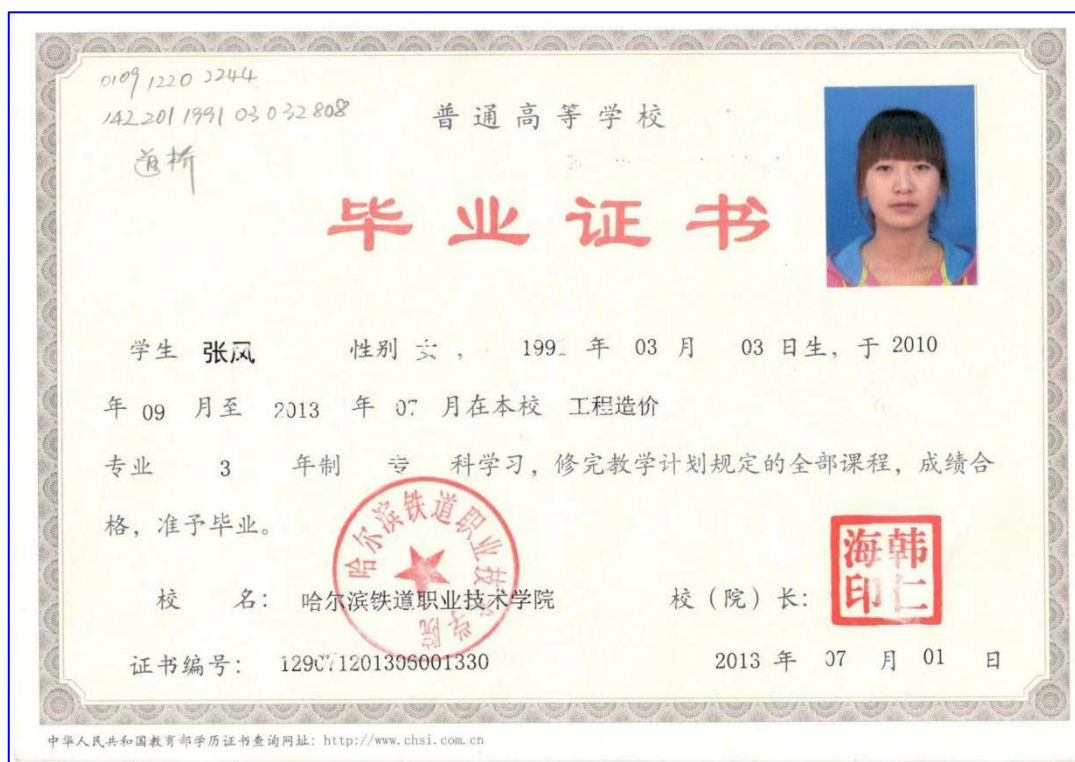 0109 1220 2244
142201 1991 03 032808
道桥
普通高等学校
毕业证书
学生 张凤 性别 女 , 199 年 03 月 03 日生, 于 2010
年 09 月至 2013 年 07 月在本校 工程造价
专业 3 年制 专 科学习, 修完教学计划规定的全部课程, 成绩合
格, 准予毕业。
哈尔滨铁道职业技术学院
韩仁海印
校 名: 哈尔滨铁道职业技术学院 校 (院) 长:
证书编号: 2013 年 07 月 01 日
中华人民共和国教育部学历证书查询网址: http://www.chsi.com.cn